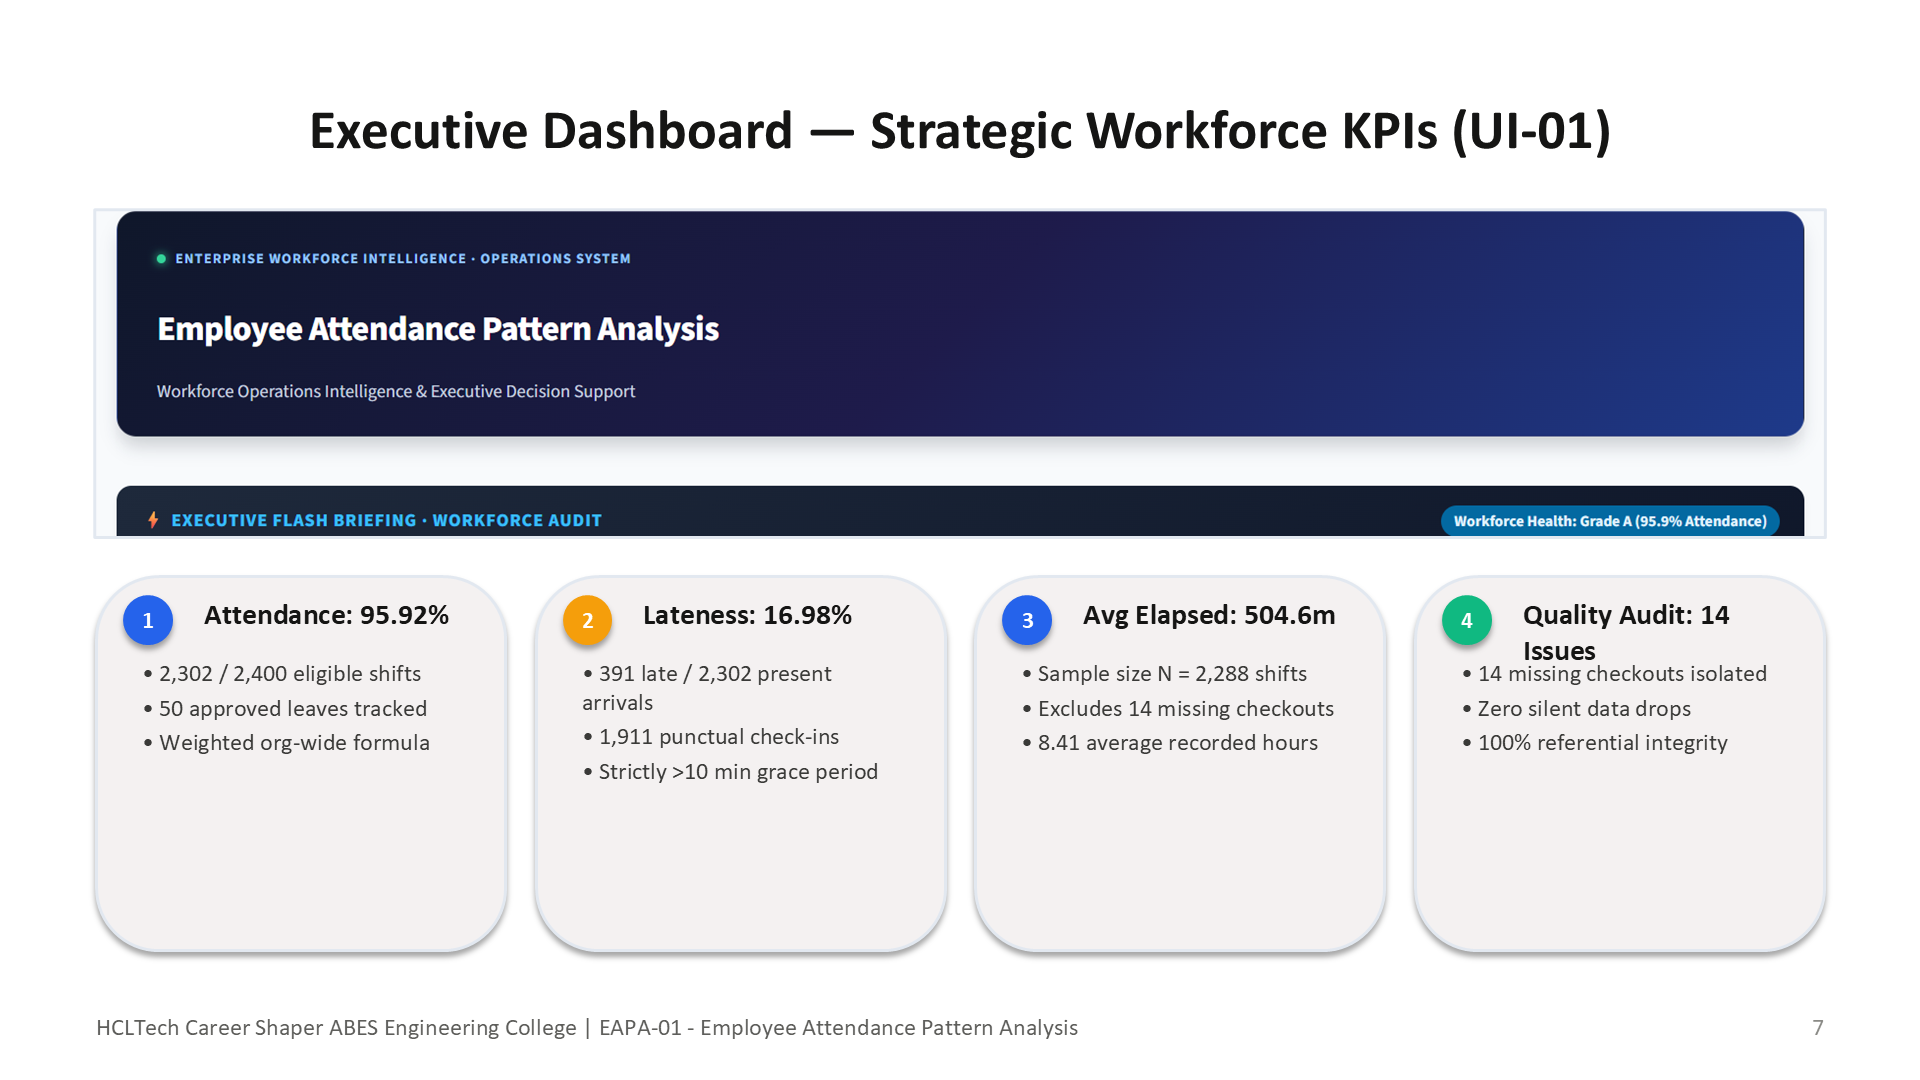 Executive Dashboard — Strategic Workforce KPIs (UI-01)
ENTERPRISE WORKFORCE INTELLIGENCE · OPERATIONS SYSTEM
Employee Attendance Pattern Analysis
Workforce Operations Intelligence & Executive Decision Support
EXECUTIVE FLASH BRIEFING · WORKFORCE AUDIT
Workforce Health: Grade A (95.9% Attendance)
1
Attendance: 95.92%
• 2,302 / 2,400 eligible shifts
• 50 approved leaves tracked
• Weighted org-wide formula
2
Lateness: 16.98%
• 391 late / 2,302 present
arrivals
• 1,911 punctual check-ins
• Strictly >10 min grace period
3
Avg Elapsed: 504.6m
• Sample size N = 2,288 shifts
• Excludes 14 missing checkouts
• 8.41 average recorded hours
4
Quality Audit: 14
Issues
• 14 missing checkouts isolated
• Zero silent data drops
• 100% referential integrity
HCLTech Career Shaper ABES Engineering College | EAPA-01 - Employee Attendance Pattern Analysis
7